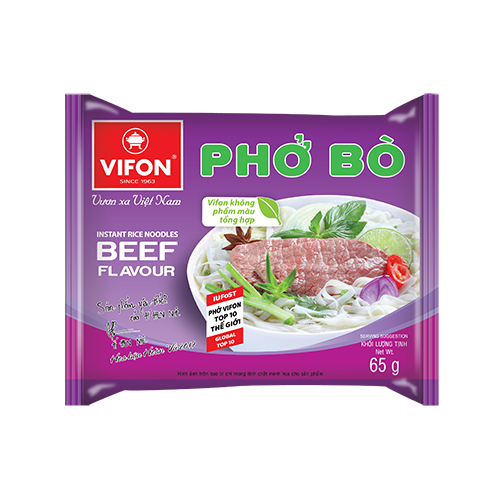 VIFON®
SINCE 1963
Vươn xa Việt Nam
PHỞ BÒ
Vifon không
phẩm màu
tổng hợp
INSTANT RICE NOODLES
BEEF
FLAVOUR
IUFoST
PHỞ VIFON
TOP 10
THẾ GIỚI
GLOBAL
TOP 10
SERVING SUGGESTION
KHỐI LƯỢNG TỊNH
Net Wt.
65 g